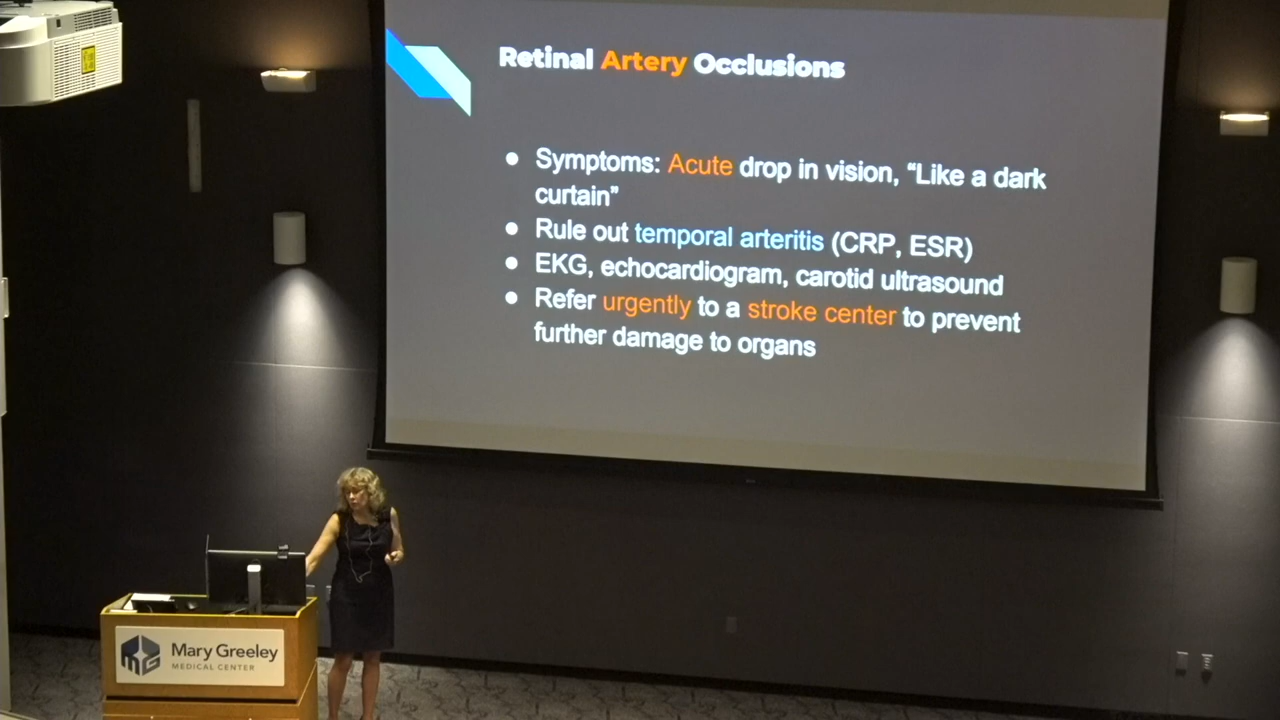 Retinal Artery Occlusions
● Symptoms: Acute drop in vision, “Like a dark
curtain”
● Rule out temporal arteritis (CRP, ESR)
● EKG, echocardiogram, carotid ultrasound
● Refer urgently to a stroke center to prevent
further damage to organs
Mary Greeley
MEDICAL CENTER